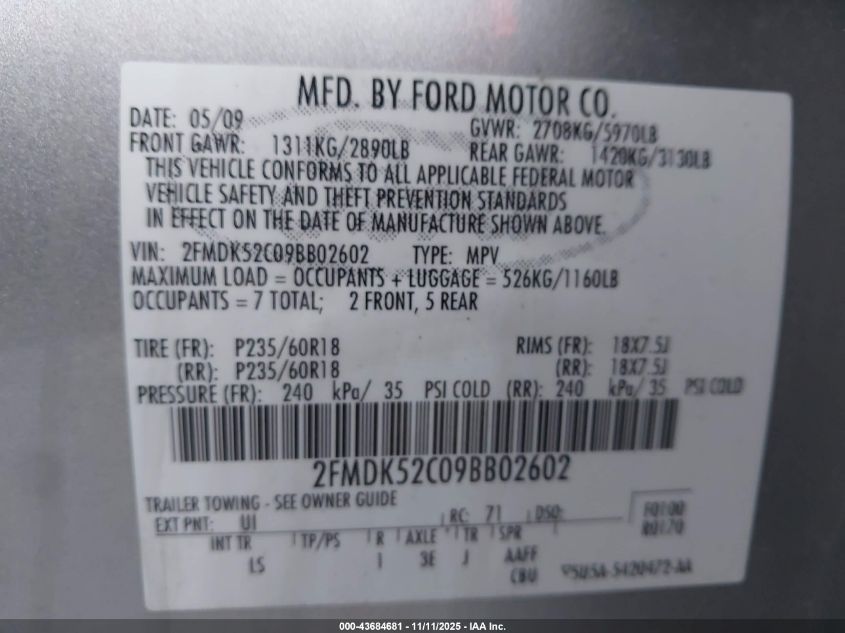 MFD. BY FORD MOTOR CO.
DATE: 05/09 GVWR: 2708KG/5970LB
FRONT GAWR: 1311KG/2890LB REAR GAWR: 1420KG/3130LB
THIS VEHICLE CONFORMS TO ALL APPLICABLE FEDERAL MOTOR
VEHICLE SAFETY AND THEFT PREVENTION STANDARDS
IN EFFECT ON THE DATE OF MANUFACTURE SHOWN ABOVE.
VIN: 2FMDK52C09BB02602 TYPE: MPV
MAXIMUM LOAD = OCCUPANTS + LUGGAGE = 526KG/1160LB
OCCUPANTS = 7 TOTAL; 2 FRONT, 5 REAR
TIRE (FR): P235/60R18 RIMS (FR): 18X7.5J
(RR): P235/60R18 (RR): 18X7.5J
PRESSURE (FR): 240 kPa/ 35 PSI COLD (RR): 240 kPa/ 35 PSI COLD
2FMDK52C09BB02602
TRAILER TOWING - SEE OWNER GUIDE
EXT PNT: UI RC: 71 DSO: F0100
R0170
INT TR TP/PS R AXLE TR SPR
LS 1 3E J AAFF
CBU
000-43684681 - 11/11/2025 - IAA Inc.